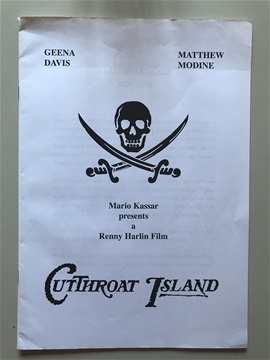 GEENA
DAVIS
MATTHEW
MODINE
Mario Kassar
presents
a
Renny Harlin Film
CUTTHROAT ISLAND